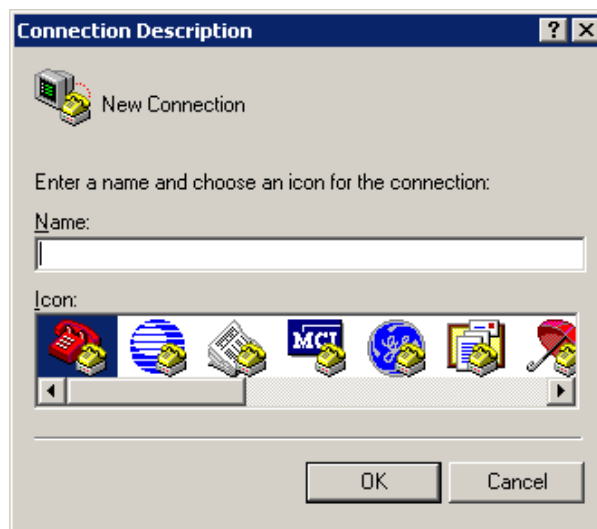 Connection Description
New Connection
Enter a name and choose an icon for the connection:
Name:
Icon:
MCI
OK
Cancel